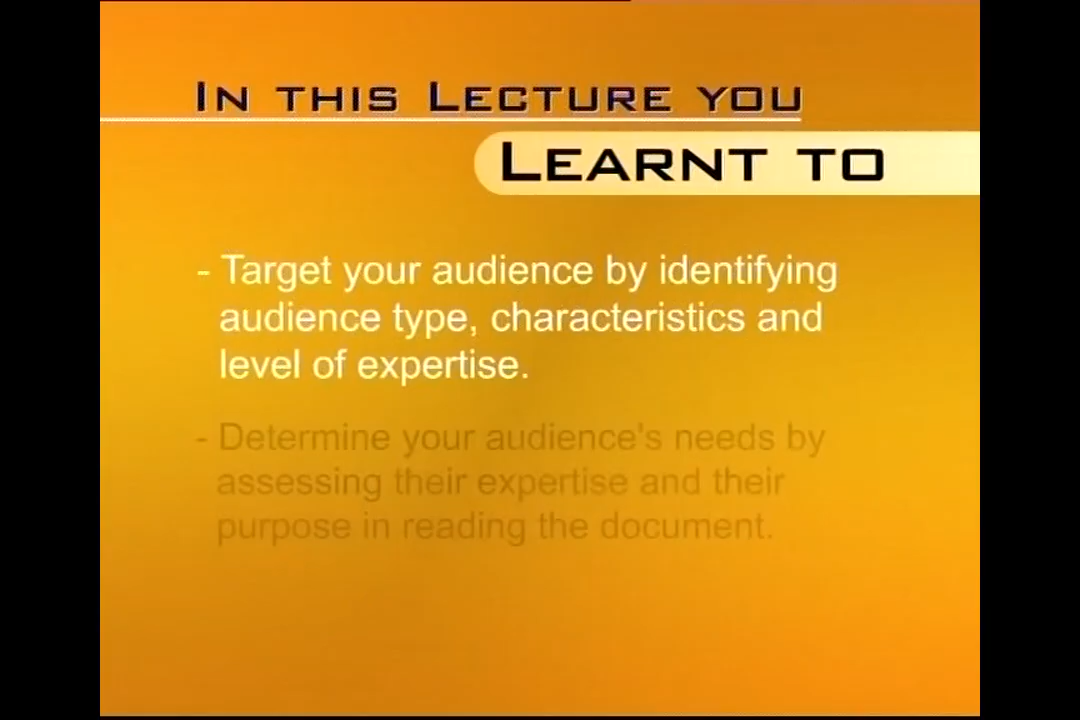 In this Lecture you
Learnt to
- Target your audience by identifying
audience type, characteristics and
level of expertise.
- Determine your audience's needs by
assessing their expertise and their
purpose in reading the document.